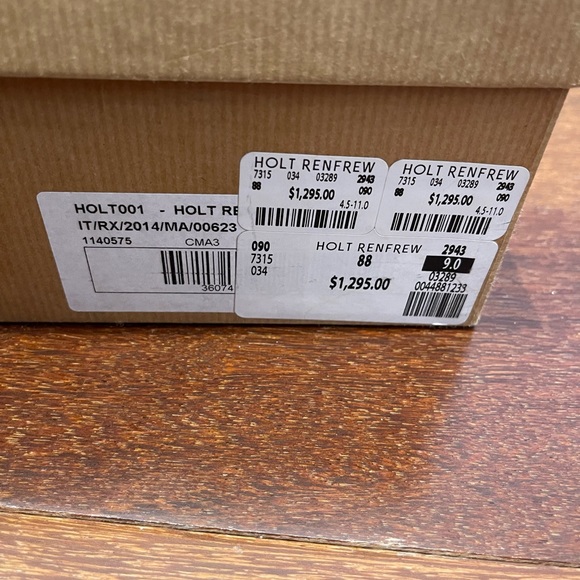 HOLT RENFREW
7315 034 03289 2943
88 $1,295.00 090
4.5-11.0
HOLT RENFREW
7315 034 03289 2943
88 $1,295.00 090
4.5-11.0
HOLT001 - HOLT RE
IT/RX/2014/MA/00623
1140575 CMA3
36074
090 HOLT RENFREW 2943
7315 88 9.0
034 $1,295.00 03289
0044881239